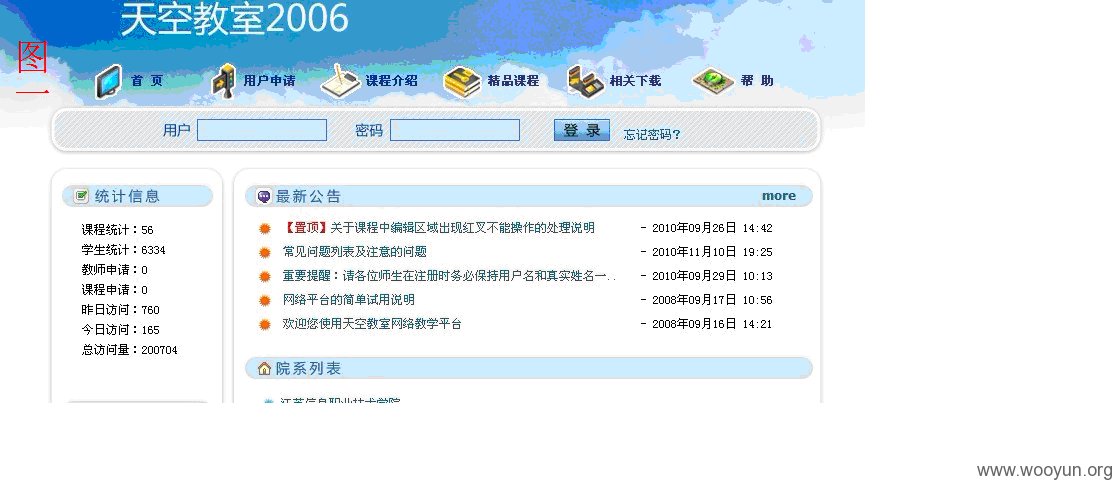 天空教室2006
图一
首 页 用户申请 课程介绍 精品课程 相关下载 帮 助
用户 密码 登 录 忘记密码?
统计信息
课程统计：56
学生统计：6334
教师申请：0
课程申请：0
昨日访问：760
今日访问：165
总访问量：200704
最新公告 more
【置顶】关于课程中编辑区域出现红叉不能操作的处理说明 - 2010年09月26日 14:42
常见问题列表及注意的问题 - 2010年11月10日 19:25
重要提醒：请各位师生在注册时务必保持用户名和真实姓名一.. - 2010年09月29日 10:13
网络平台的简单试用说明 - 2008年09月17日 10:56
欢迎您使用天空教室网络教学平台 - 2008年09月16日 14:21
院系列表
江苏信息职业技术学院
www.wooyun.org